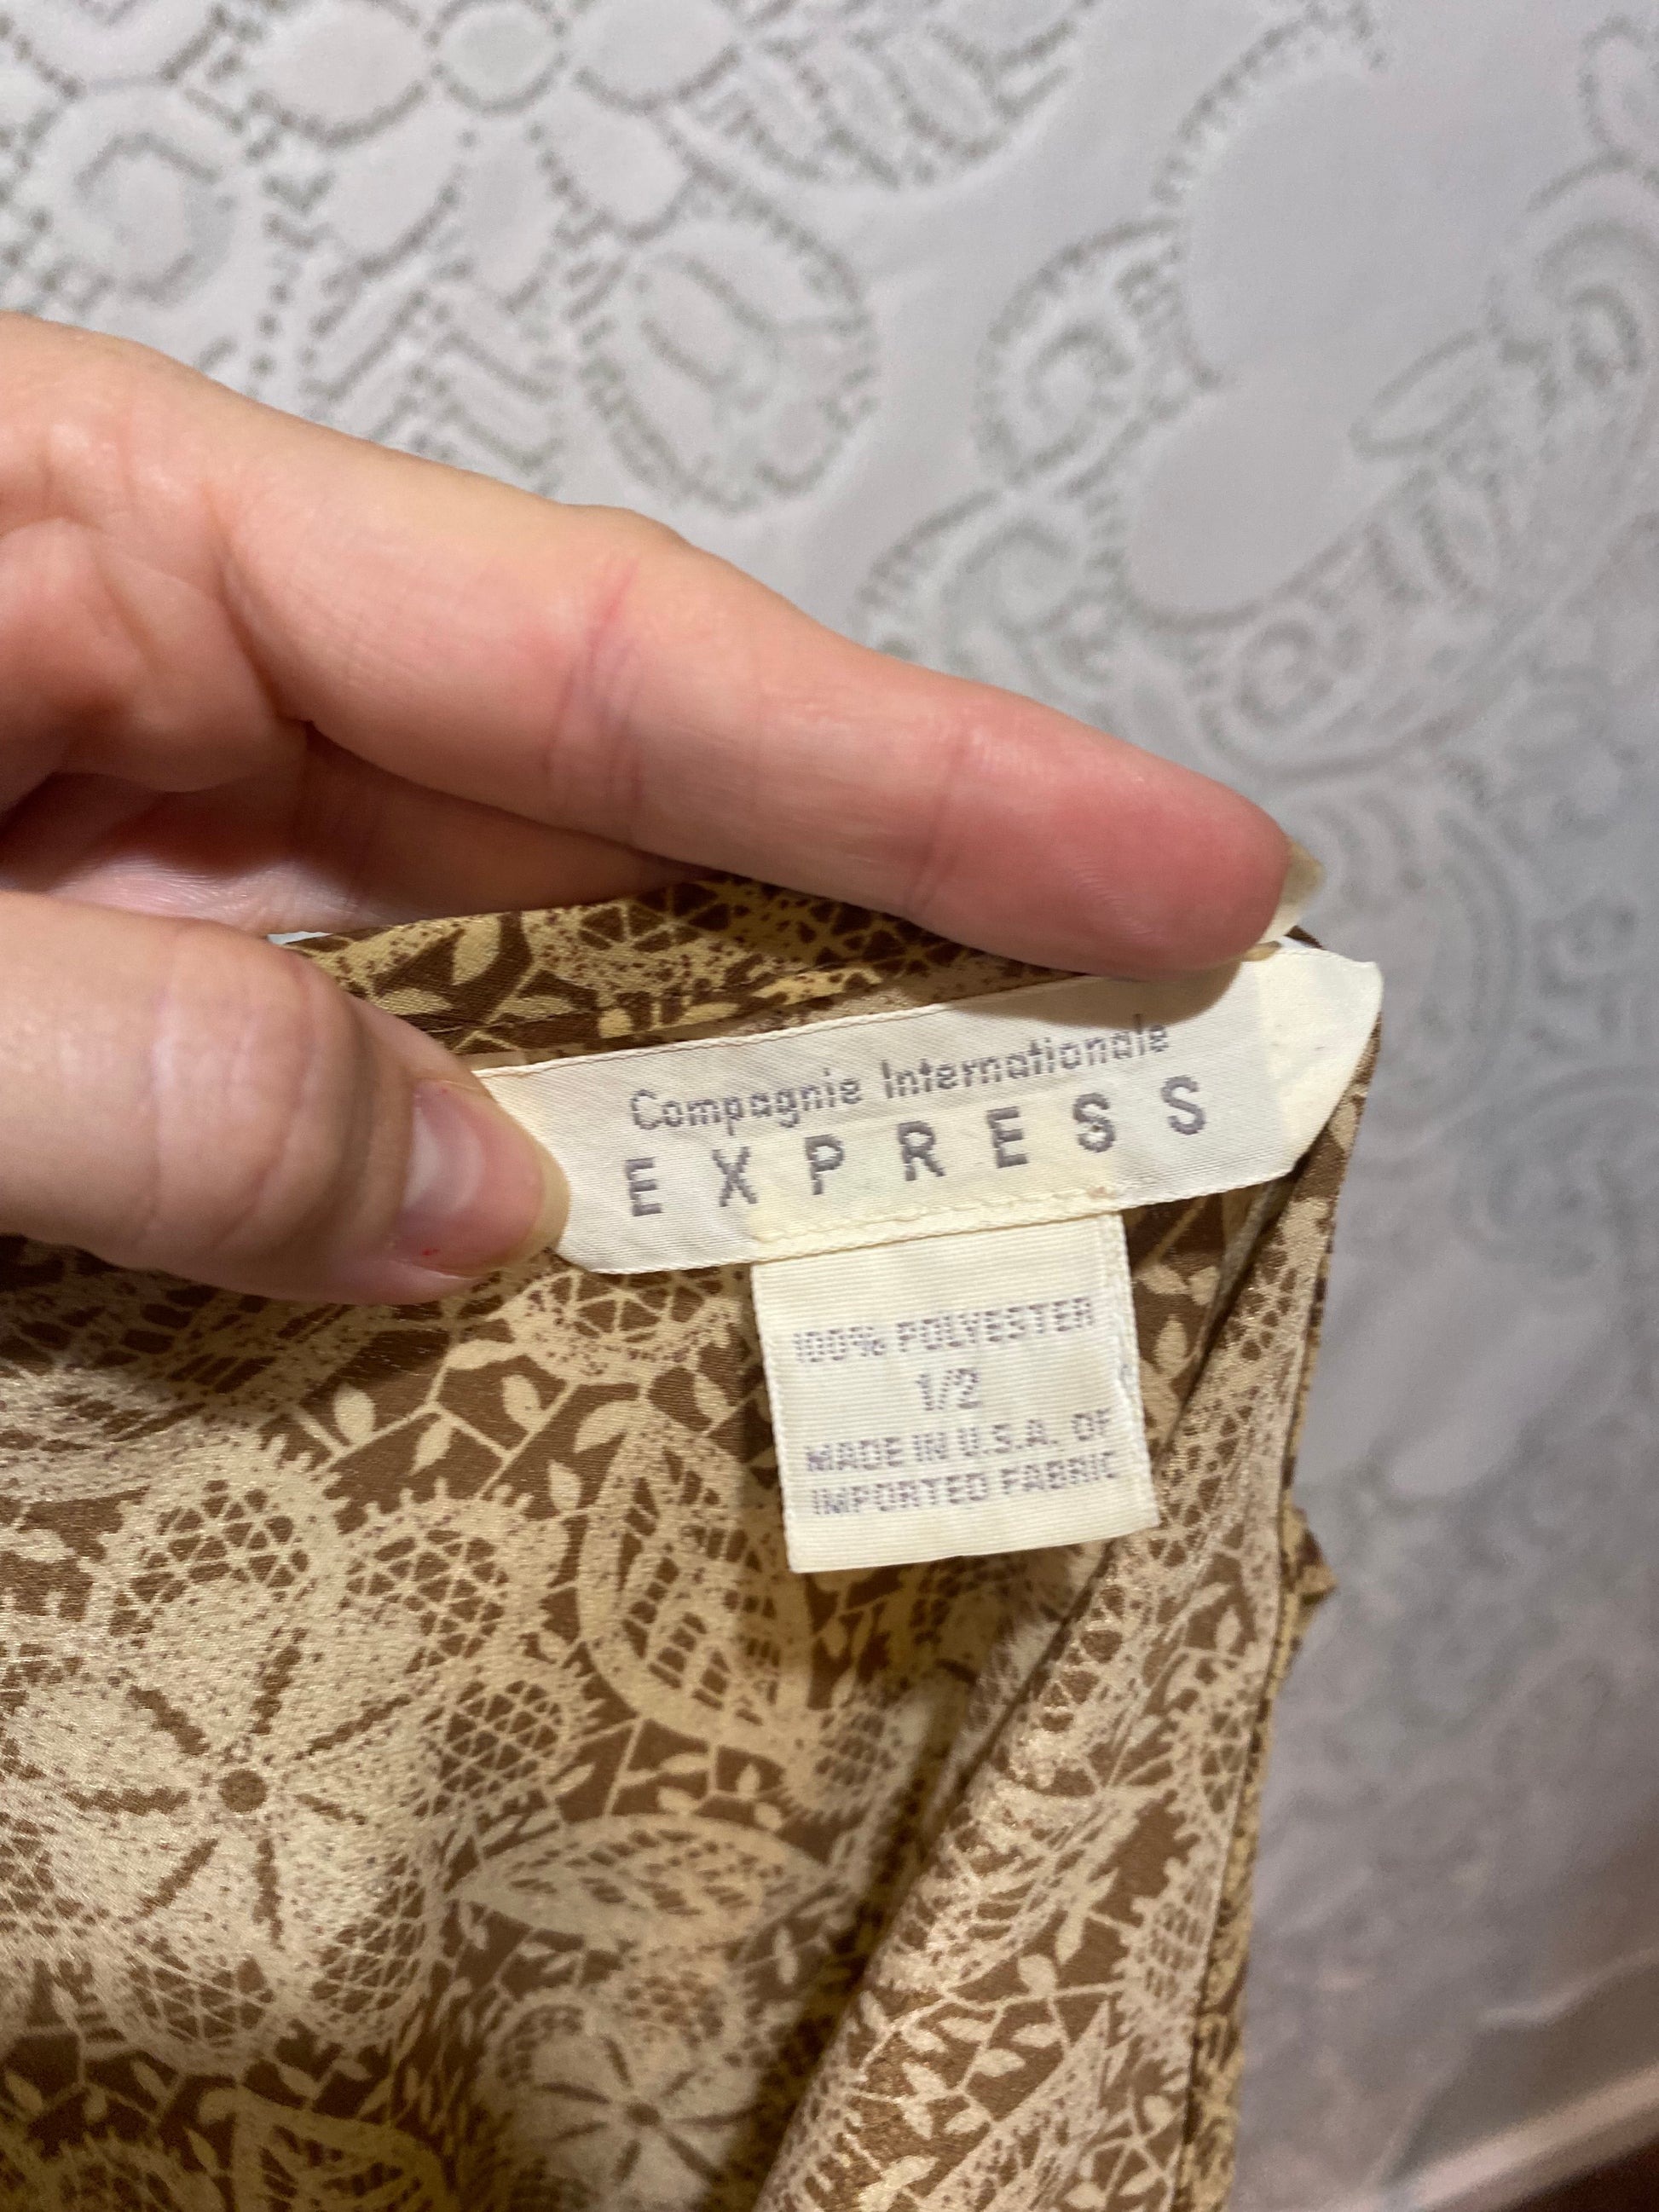 Compagnie Internationale
EXPRESS
100% POLYESTER
1/2
MADE IN U.S.A. OF
IMPORTED FABRIC